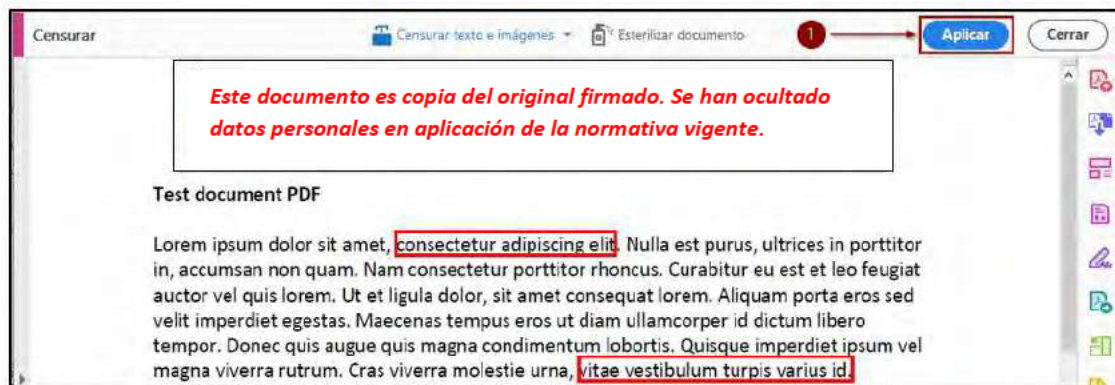 Censurar Censurar texto e imágenes Esterilizar documento 1 Aplicar Cerrar
Este documento es copia del original firmado. Se han ocultado
datos personales en aplicación de la normativa vigente.
Test document PDF
Lorem ipsum dolor sit amet, consectetur adipiscing elit. Nulla est purus, ultrices in porttitor
in, accumsan non quam. Nam consectetur porttitor rhoncus. Curabitur eu est et leo feugiat
auctor vel quis lorem. Ut et ligula dolor, sit amet consequat lorem. Aliquam porta eros sed
velit imperdiet egestas. Maecenas tempus eros ut diam ullamcorper id dictum libero
tempor. Donec quis augue quis magna condimentum lobortis. Quisque imperdiet ipsum vel
magna viverra rutrum. Cras viverra molestie urna, vitae vestibulum turpis varius id.